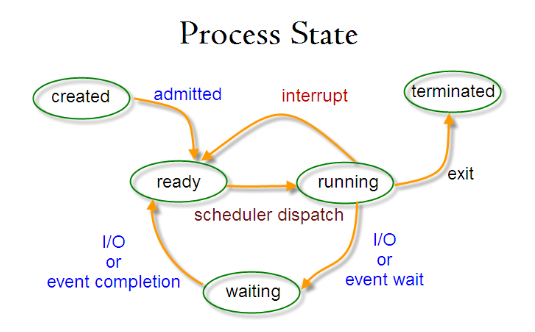 Process State
created
admitted
interrupt
terminated
ready
running
exit
scheduler dispatch
I/O
or
event completion
I/O
or
event wait
waiting